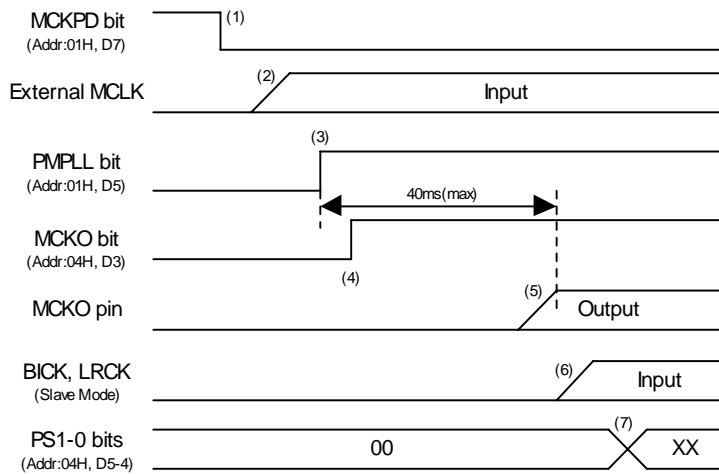 MCKPD bit
(Addr:01H, D7)
(1)
External MCLK
(2)
Input
(3)
PMPLL bit
(Addr:01H, D5)
40ms(max)
MCKO bit
(Addr:04H, D3)
(4)
MCKO pin
(5)
Output
BICK, LRCK
(Slave Mode)
(6)
Input
PS1-0 bits
(Addr:04H, D5-4)
00
(7)
XX